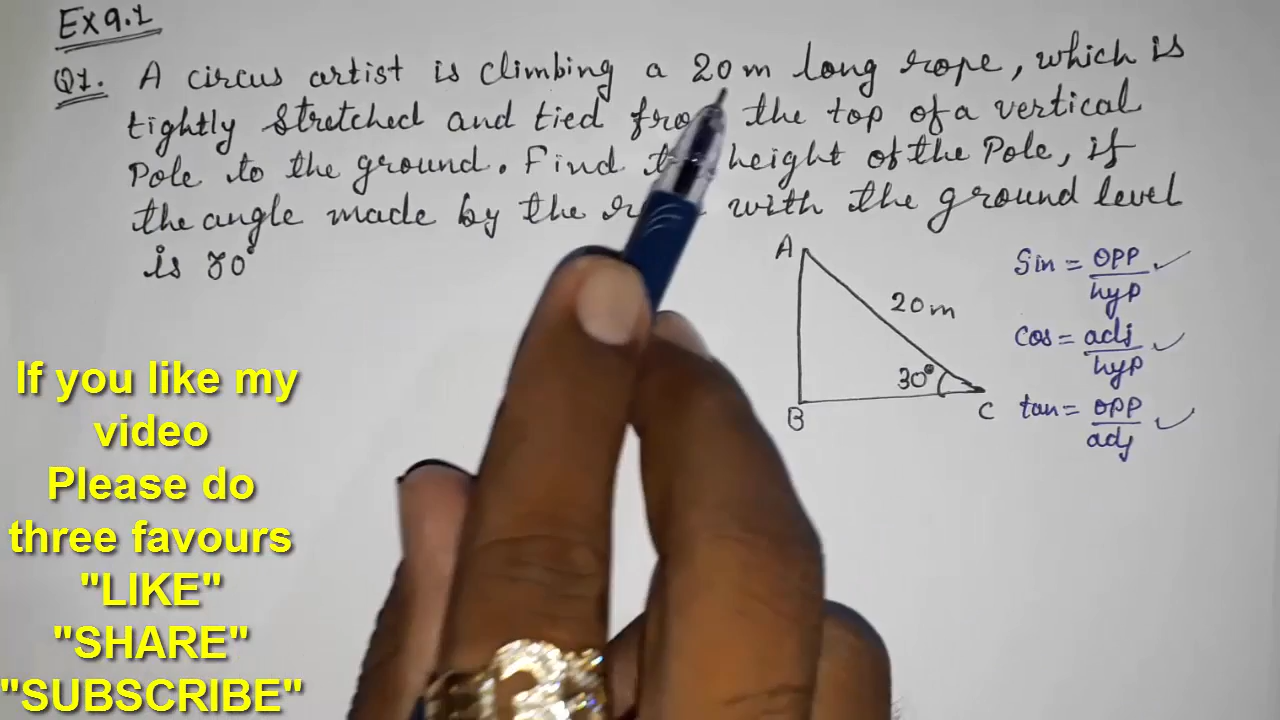 Ex 9.1
Q1. A circus artist is climbing a 20m long rope, which is
tightly stretched and tied from the top of a vertical
Pole to the ground. Find height of the Pole, if
the angle made by the with the ground level
is 30°
A
20m
30°
B
C
Sin = opp
hyp
Cos = adj
hyp
tan = opp
adj
If you like my
video
Please do
three favours
"LIKE"
"SHARE"
"SUBSCRIBE"